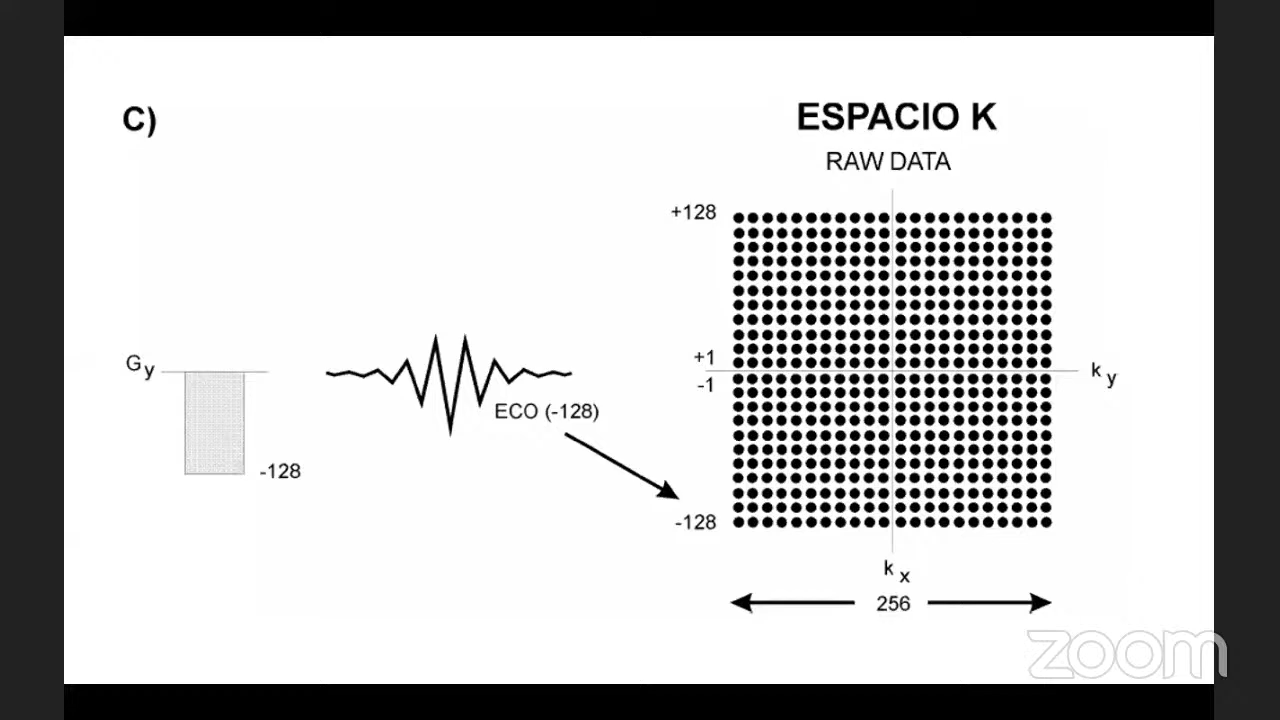 C)
ESPACIO K
RAW DATA
+128
Gy
-128
ECO (-128)
+1
-1
ky
-128
kx
256
zoom